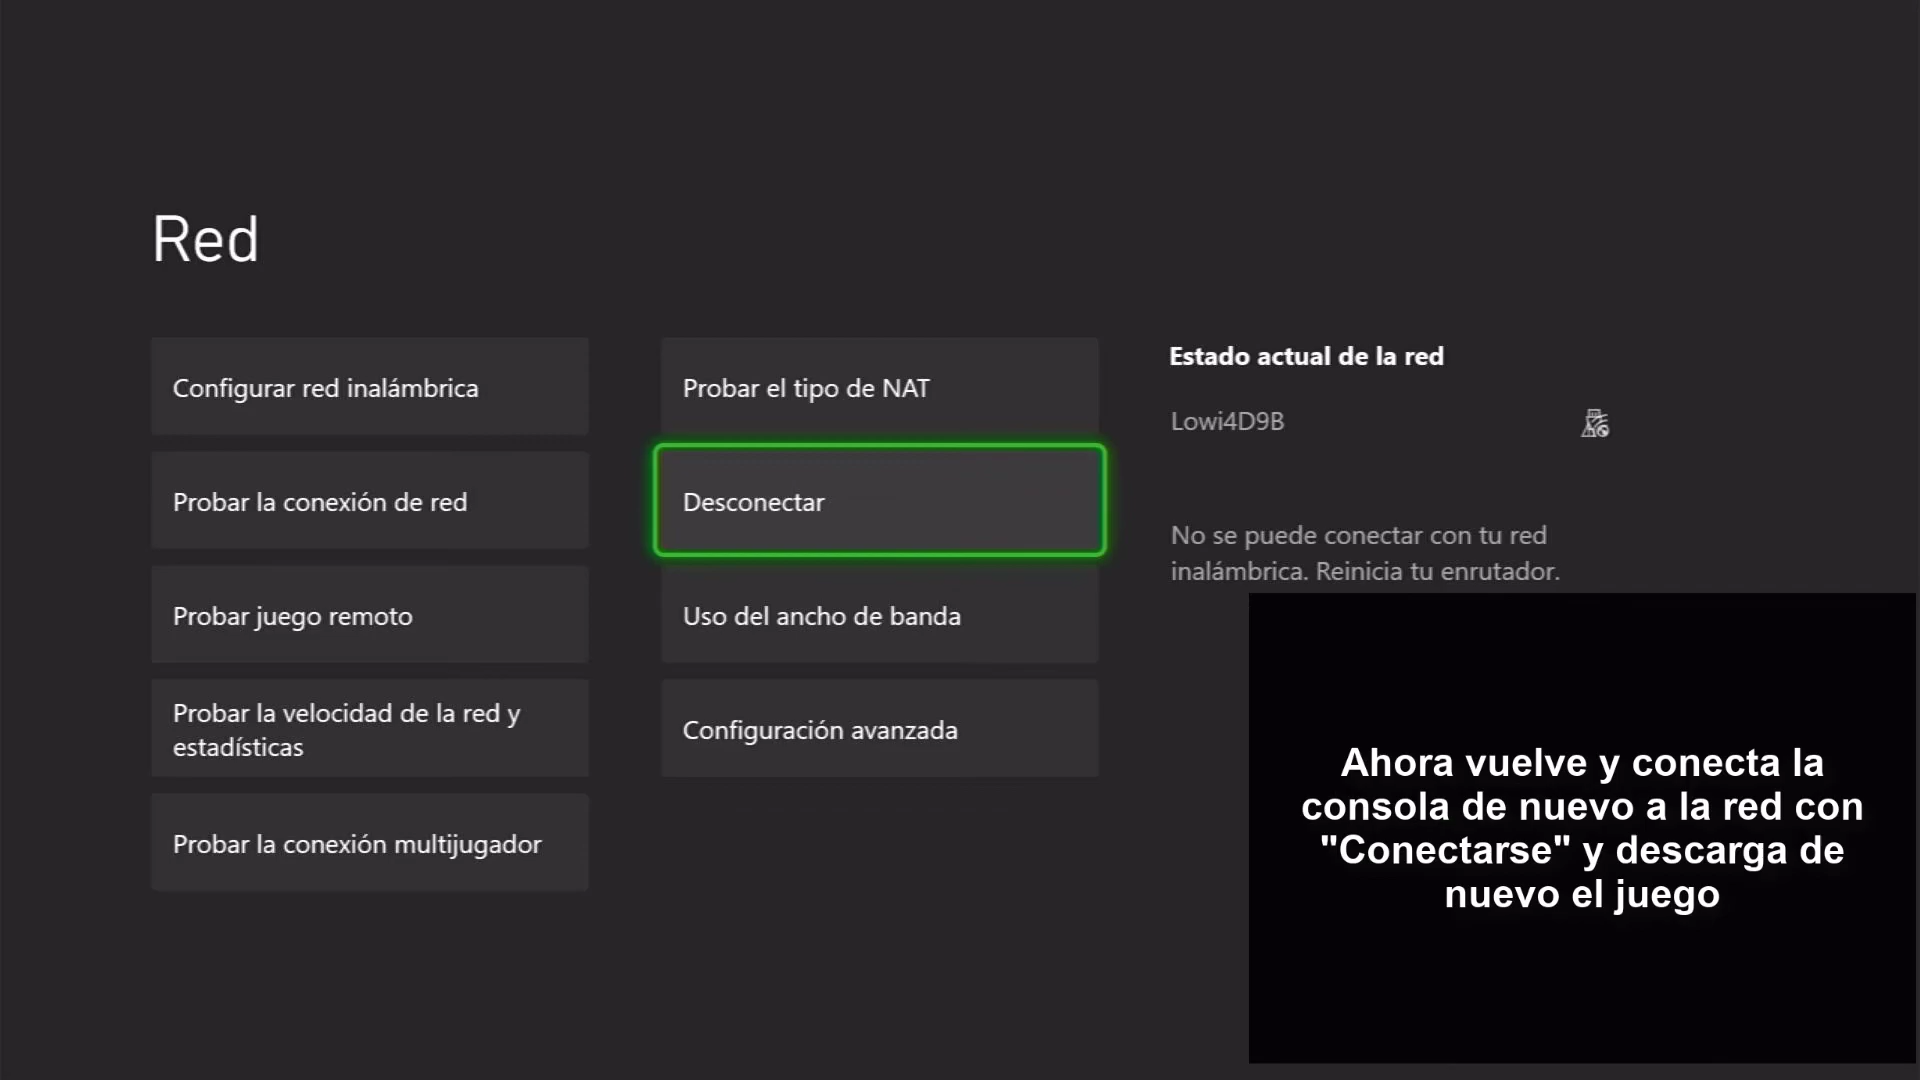 Red
Configurar red inalámbrica
Probar la conexión de red
Probar juego remoto
Probar la velocidad de la red y
estadísticas
Probar la conexión multijugador
Probar el tipo de NAT
Desconectar
Uso del ancho de banda
Configuración avanzada
Estado actual de la red
Lowi4D9B
No se puede conectar con tu red
inalámbrica. Reinicia tu enrutador.
Ahora vuelve y conecta la
consola de nuevo a la red con
"Conectarse" y descarga de
nuevo el juego